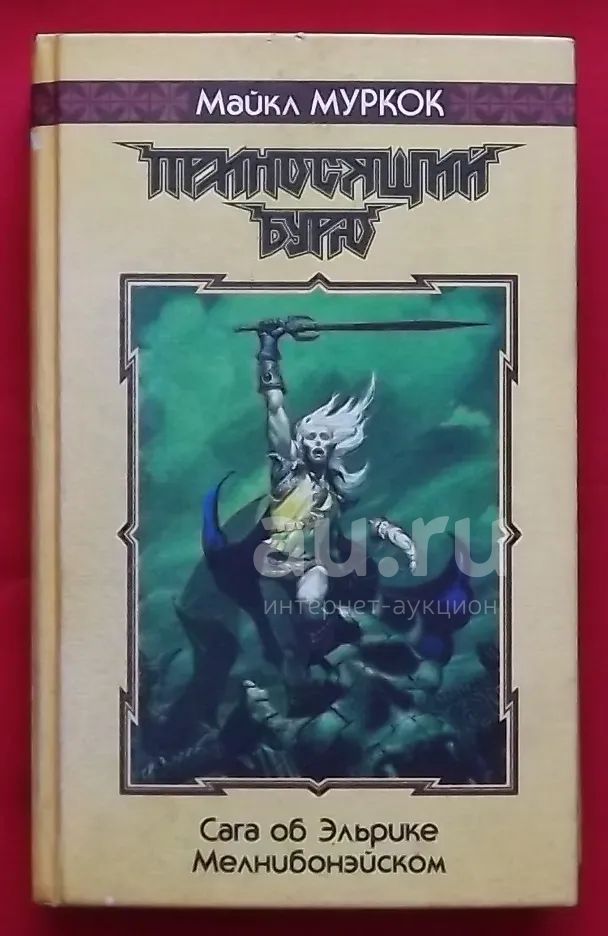 Майкл МУРКОК
ПРИНОСЯЩИЙ
БУРЮ
au.ru
интернет-аукцион
Сага об Эльрике
Мелнибонэйском